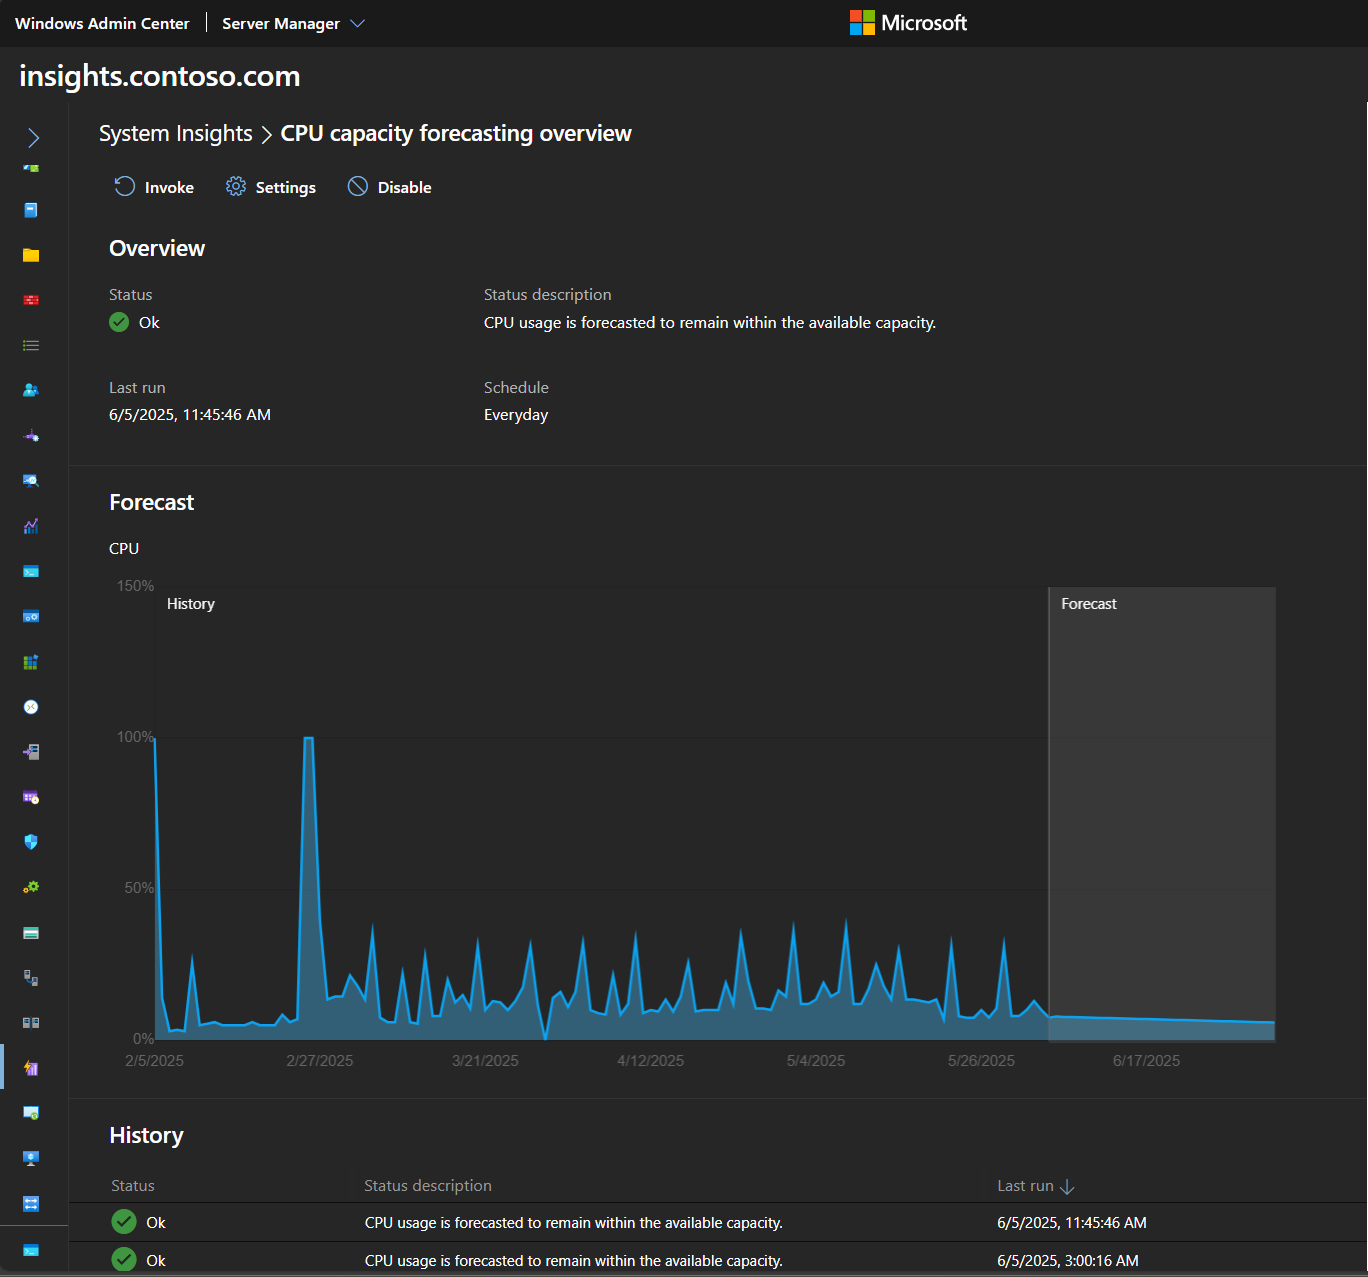 Windows Admin Center
Server Manager
Microsoft
insights.contoso.com
System Insights > CPU capacity forecasting overview
Invoke
Settings
Disable
Overview
Status
Status description
Ok
CPU usage is forecasted to remain within the available capacity.
Last run
Schedule
6/5/2025, 11:45:46 AM
Everyday
Forecast
CPU
150%
History
Forecast
100%
50%
0%
2/5/2025
2/27/2025
3/21/2025
4/12/2025
5/4/2025
5/26/2025
6/17/2025
History
Status
Status description
Last run
Ok
CPU usage is forecasted to remain within the available capacity.
6/5/2025, 11:45:46 AM
Ok
CPU usage is forecasted to remain within the available capacity.
6/5/2025, 3:00:16 AM